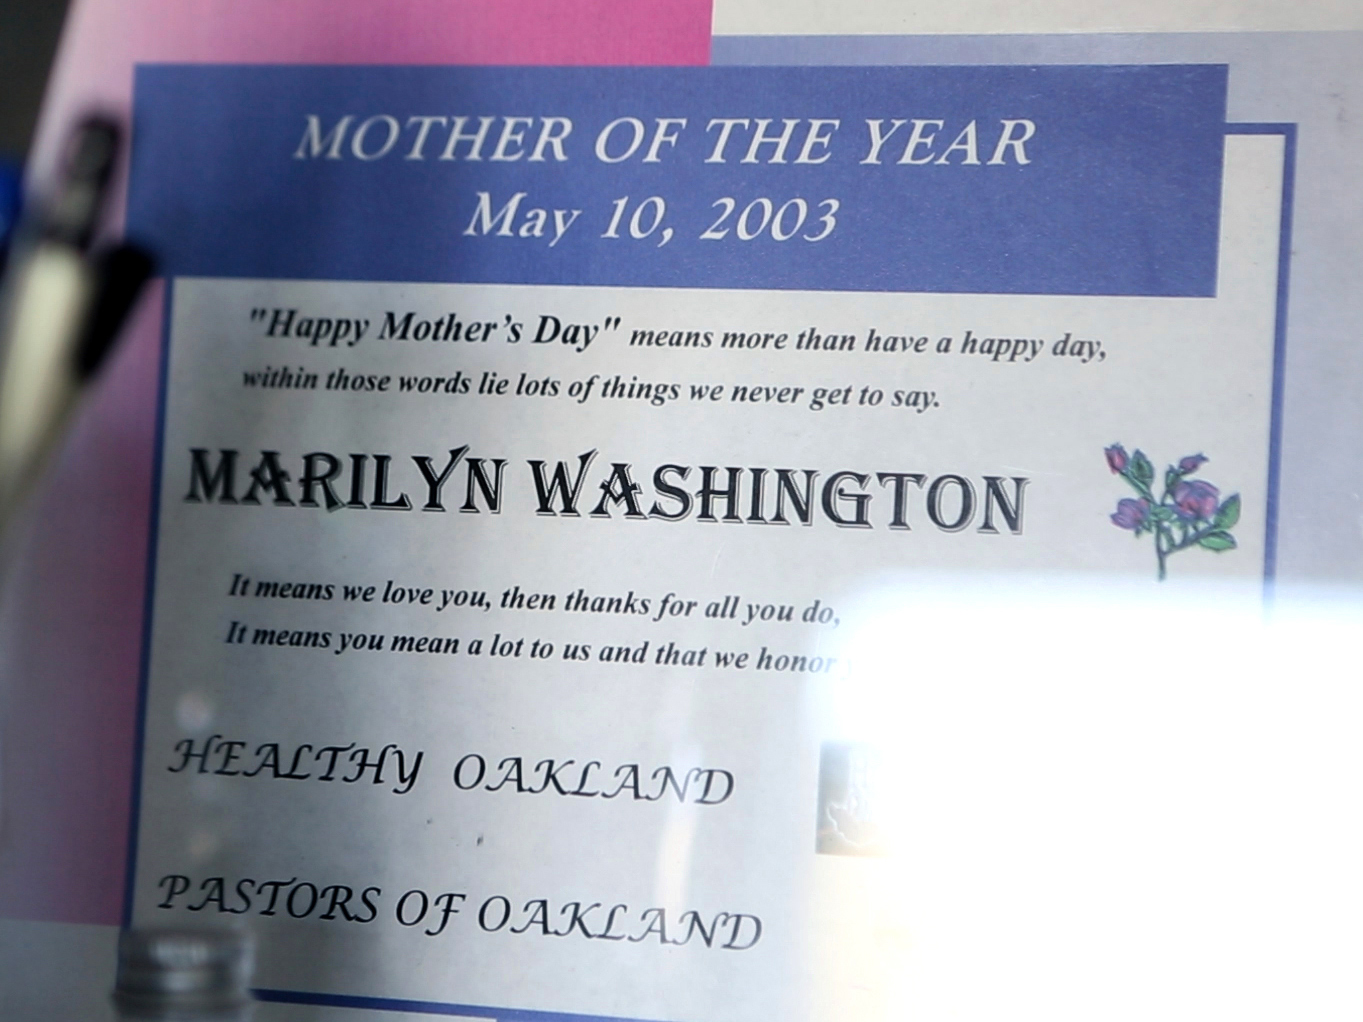 MOTHER OF THE YEAR
May 10, 2003
"Happy Mother’s Day" means more than have a happy day,
within those words lie lots of things we never get to say.
MARILYN WASHINGTON
It means we love you, then thanks for all you do,
It means you mean a lot to us and that we honor
HEALTHY OAKLAND
PASTORS OF OAKLAND